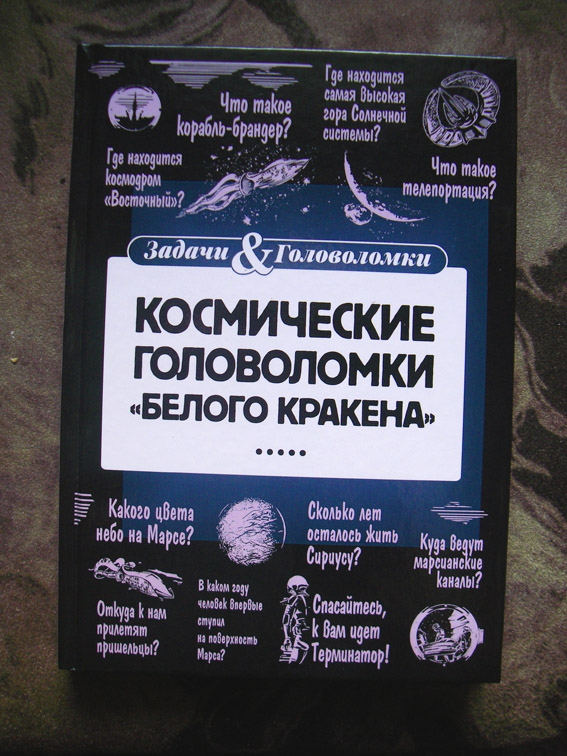 Что такое
корабль-брандер?
Где находится
самая высокая
гора Солнечной
системы?
Где находится
космодром
«Восточный»?
Что такое
телепортация?
Задачи & Головоломки
КОСМИЧЕСКИЕ
ГОЛОВОЛОМКИ
«БЕЛОГО КРАКЕНА»
.....
Какого цвета
небо на Марсе?
Сколько лет
осталось жить
Сириусу?
Куда ведут
марсианские
каналы?
Откуда к нам
прилетят
пришельцы?
В каком году
человек впервые
ступил
на поверхность
Марса?
Спасайтесь,
к вам идет
Терминатор!